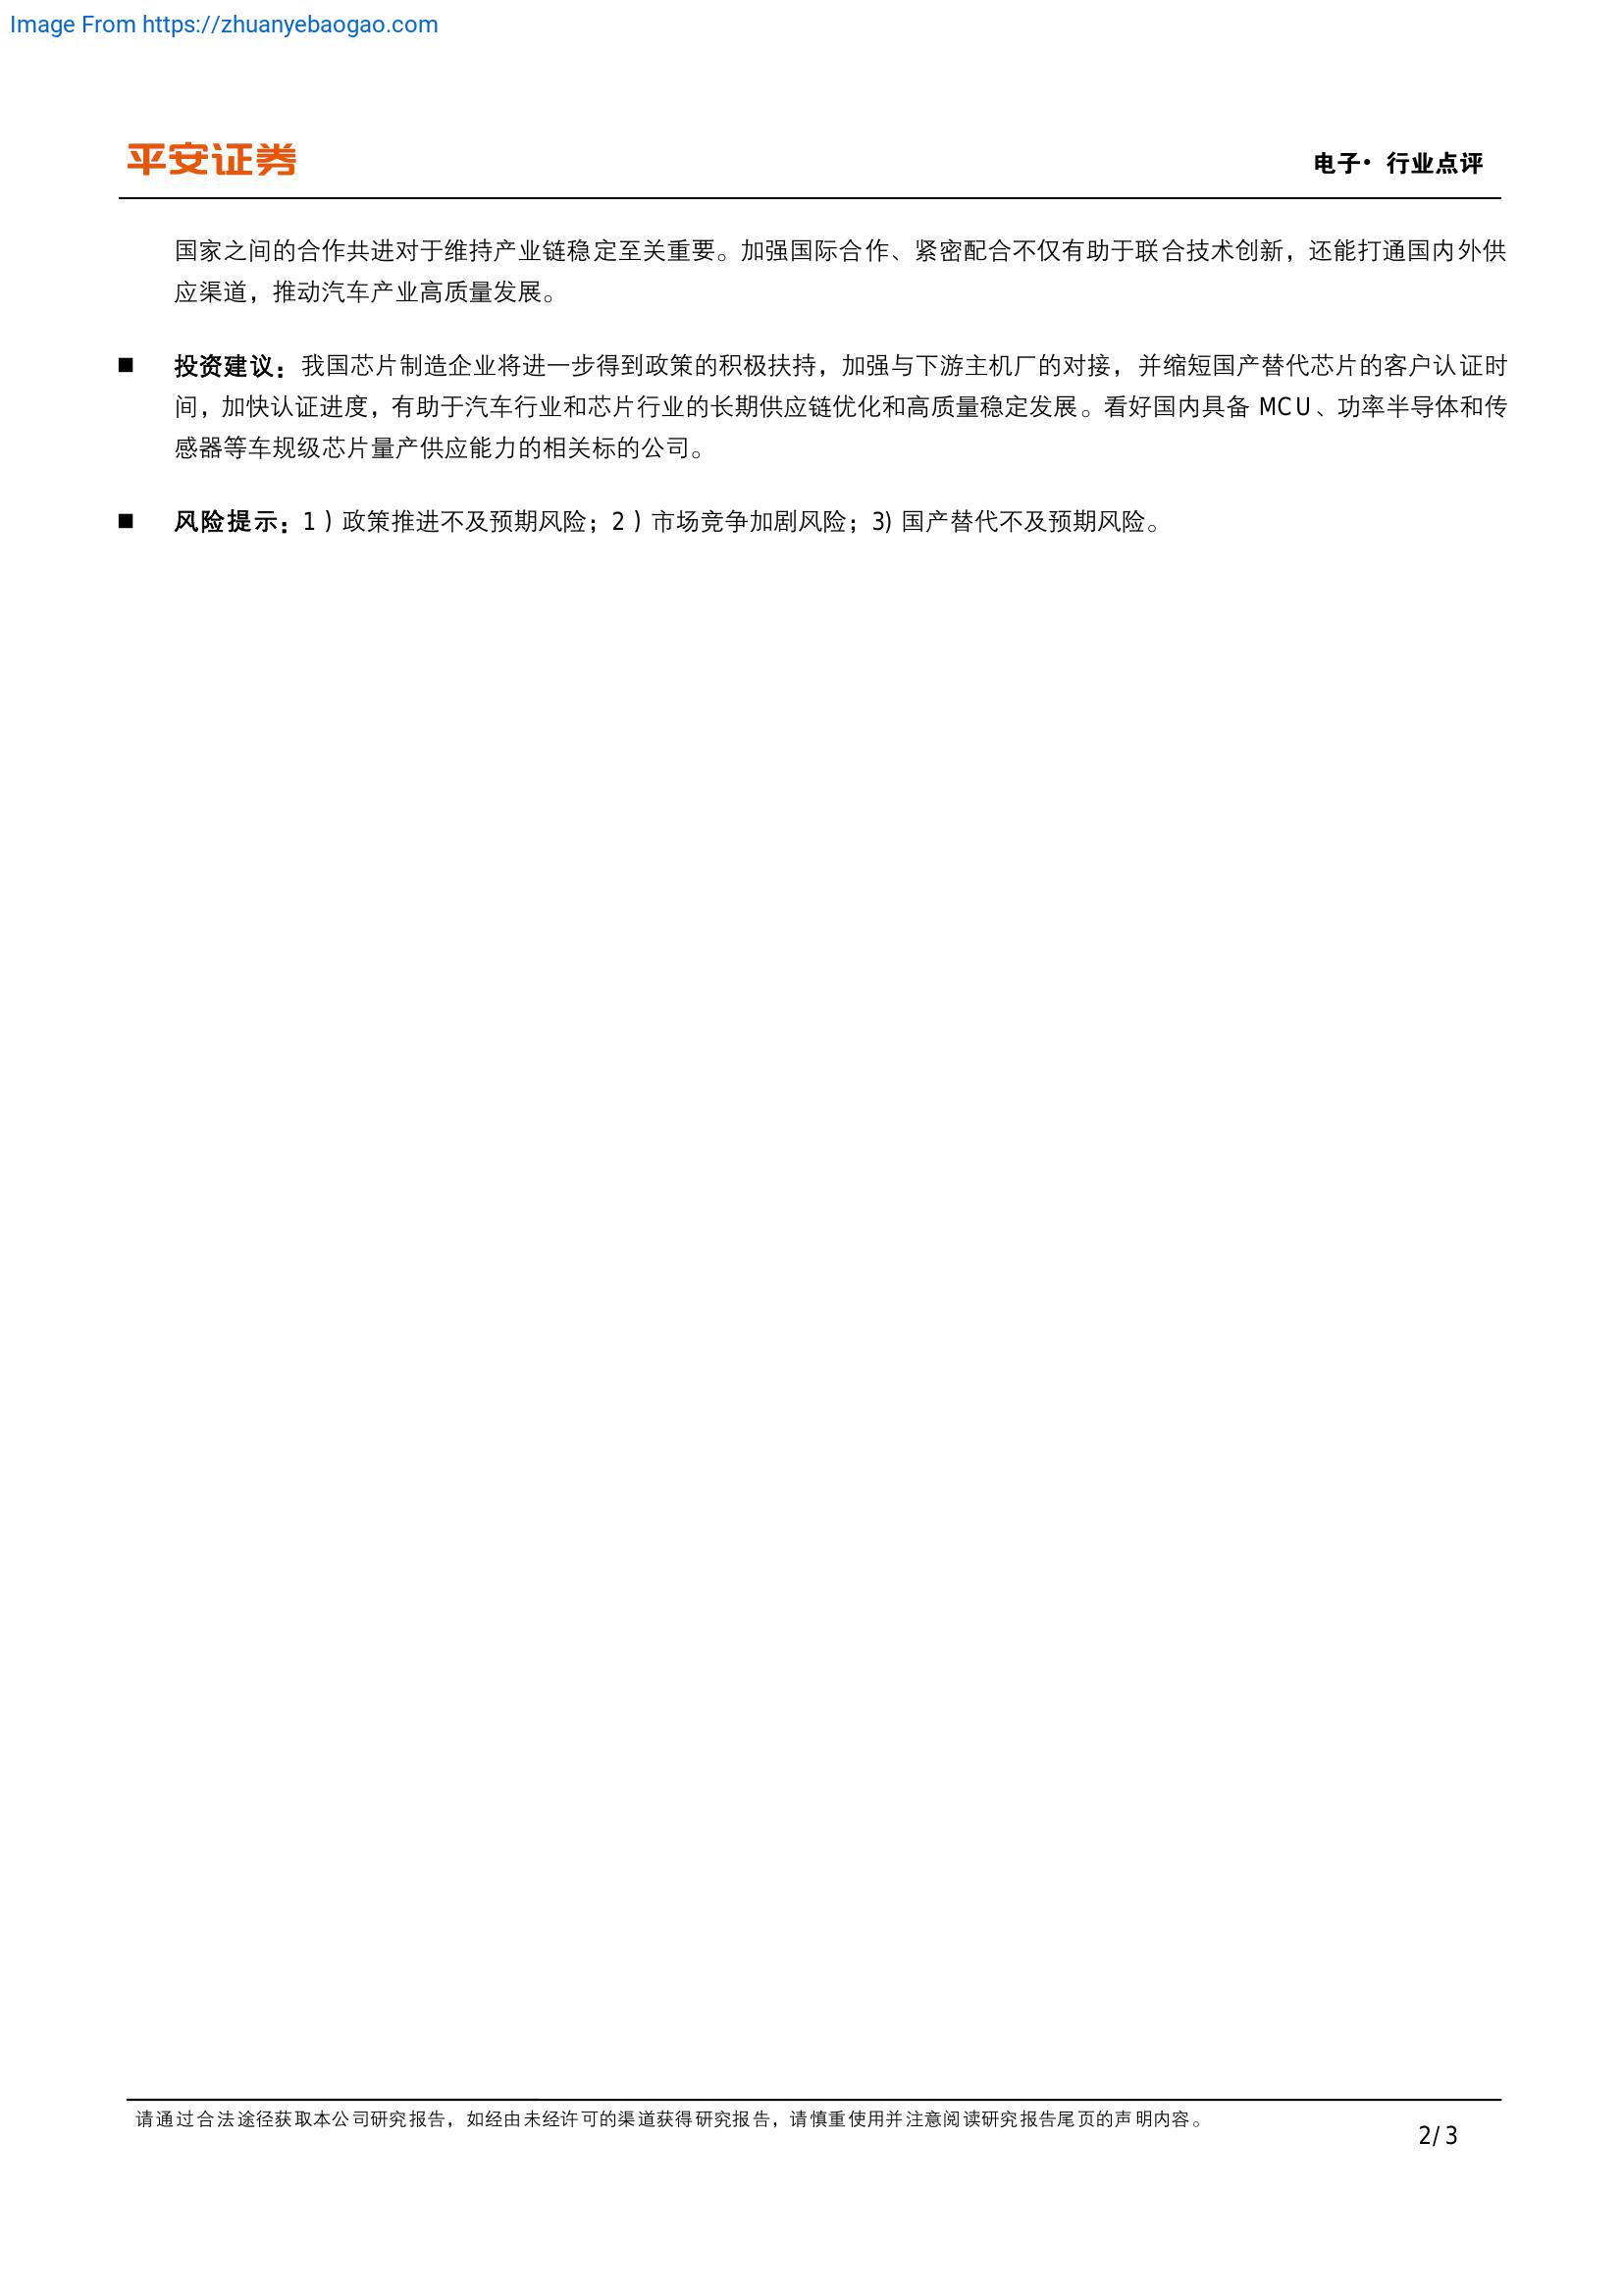 Image From https://zhuanyebaogao.com
平安证券
电子· 行业点评
国家之间的合作共进对于维持产业链稳定至关重要。加强国际合作、紧密配合不仅有助于联合技术创新，还能打通国内外供
应渠道，推动汽车产业高质量发展。
■ 投资建议：我国芯片制造企业将进一步得到政策的积极扶持，加强与下游主机厂的对接，并缩短国产替代芯片的客户认证时
间，加快认证进度，有助于汽车行业和芯片行业的长期供应链优化和高质量稳定发展。看好国内具备 MCU、功率半导体和传
感器等车规级芯片量产供应能力的相关标的公司。
■ 风险提示：1）政策推进不及预期风险；2）市场竞争加剧风险；3) 国产替代不及预期风险。
请通过合法途径获取本公司研究报告，如经由未经许可的渠道获得研究报告，请慎重使用并注意阅读研究报告尾页的声明内容。
2/ 3